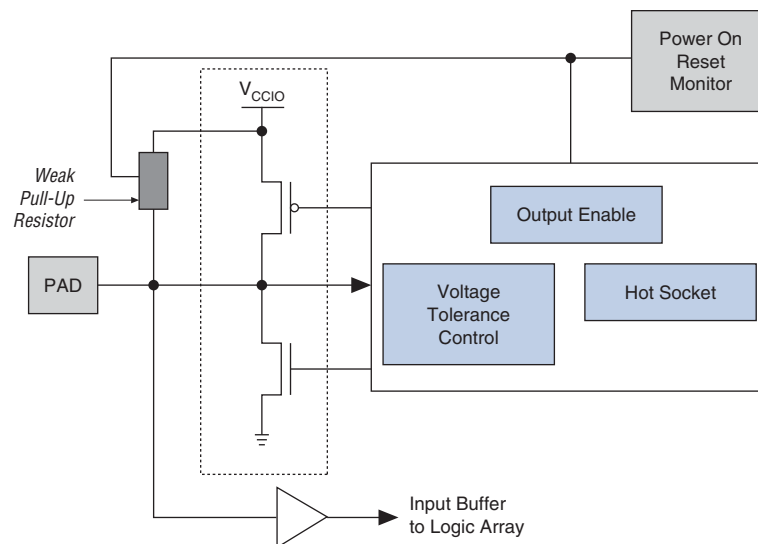 Power On
Reset
Monitor
VCCIO
Weak
Pull-Up
Resistor
Output Enable
PAD
Voltage
Tolerance
Control
Hot Socket
Input Buffer
to Logic Array